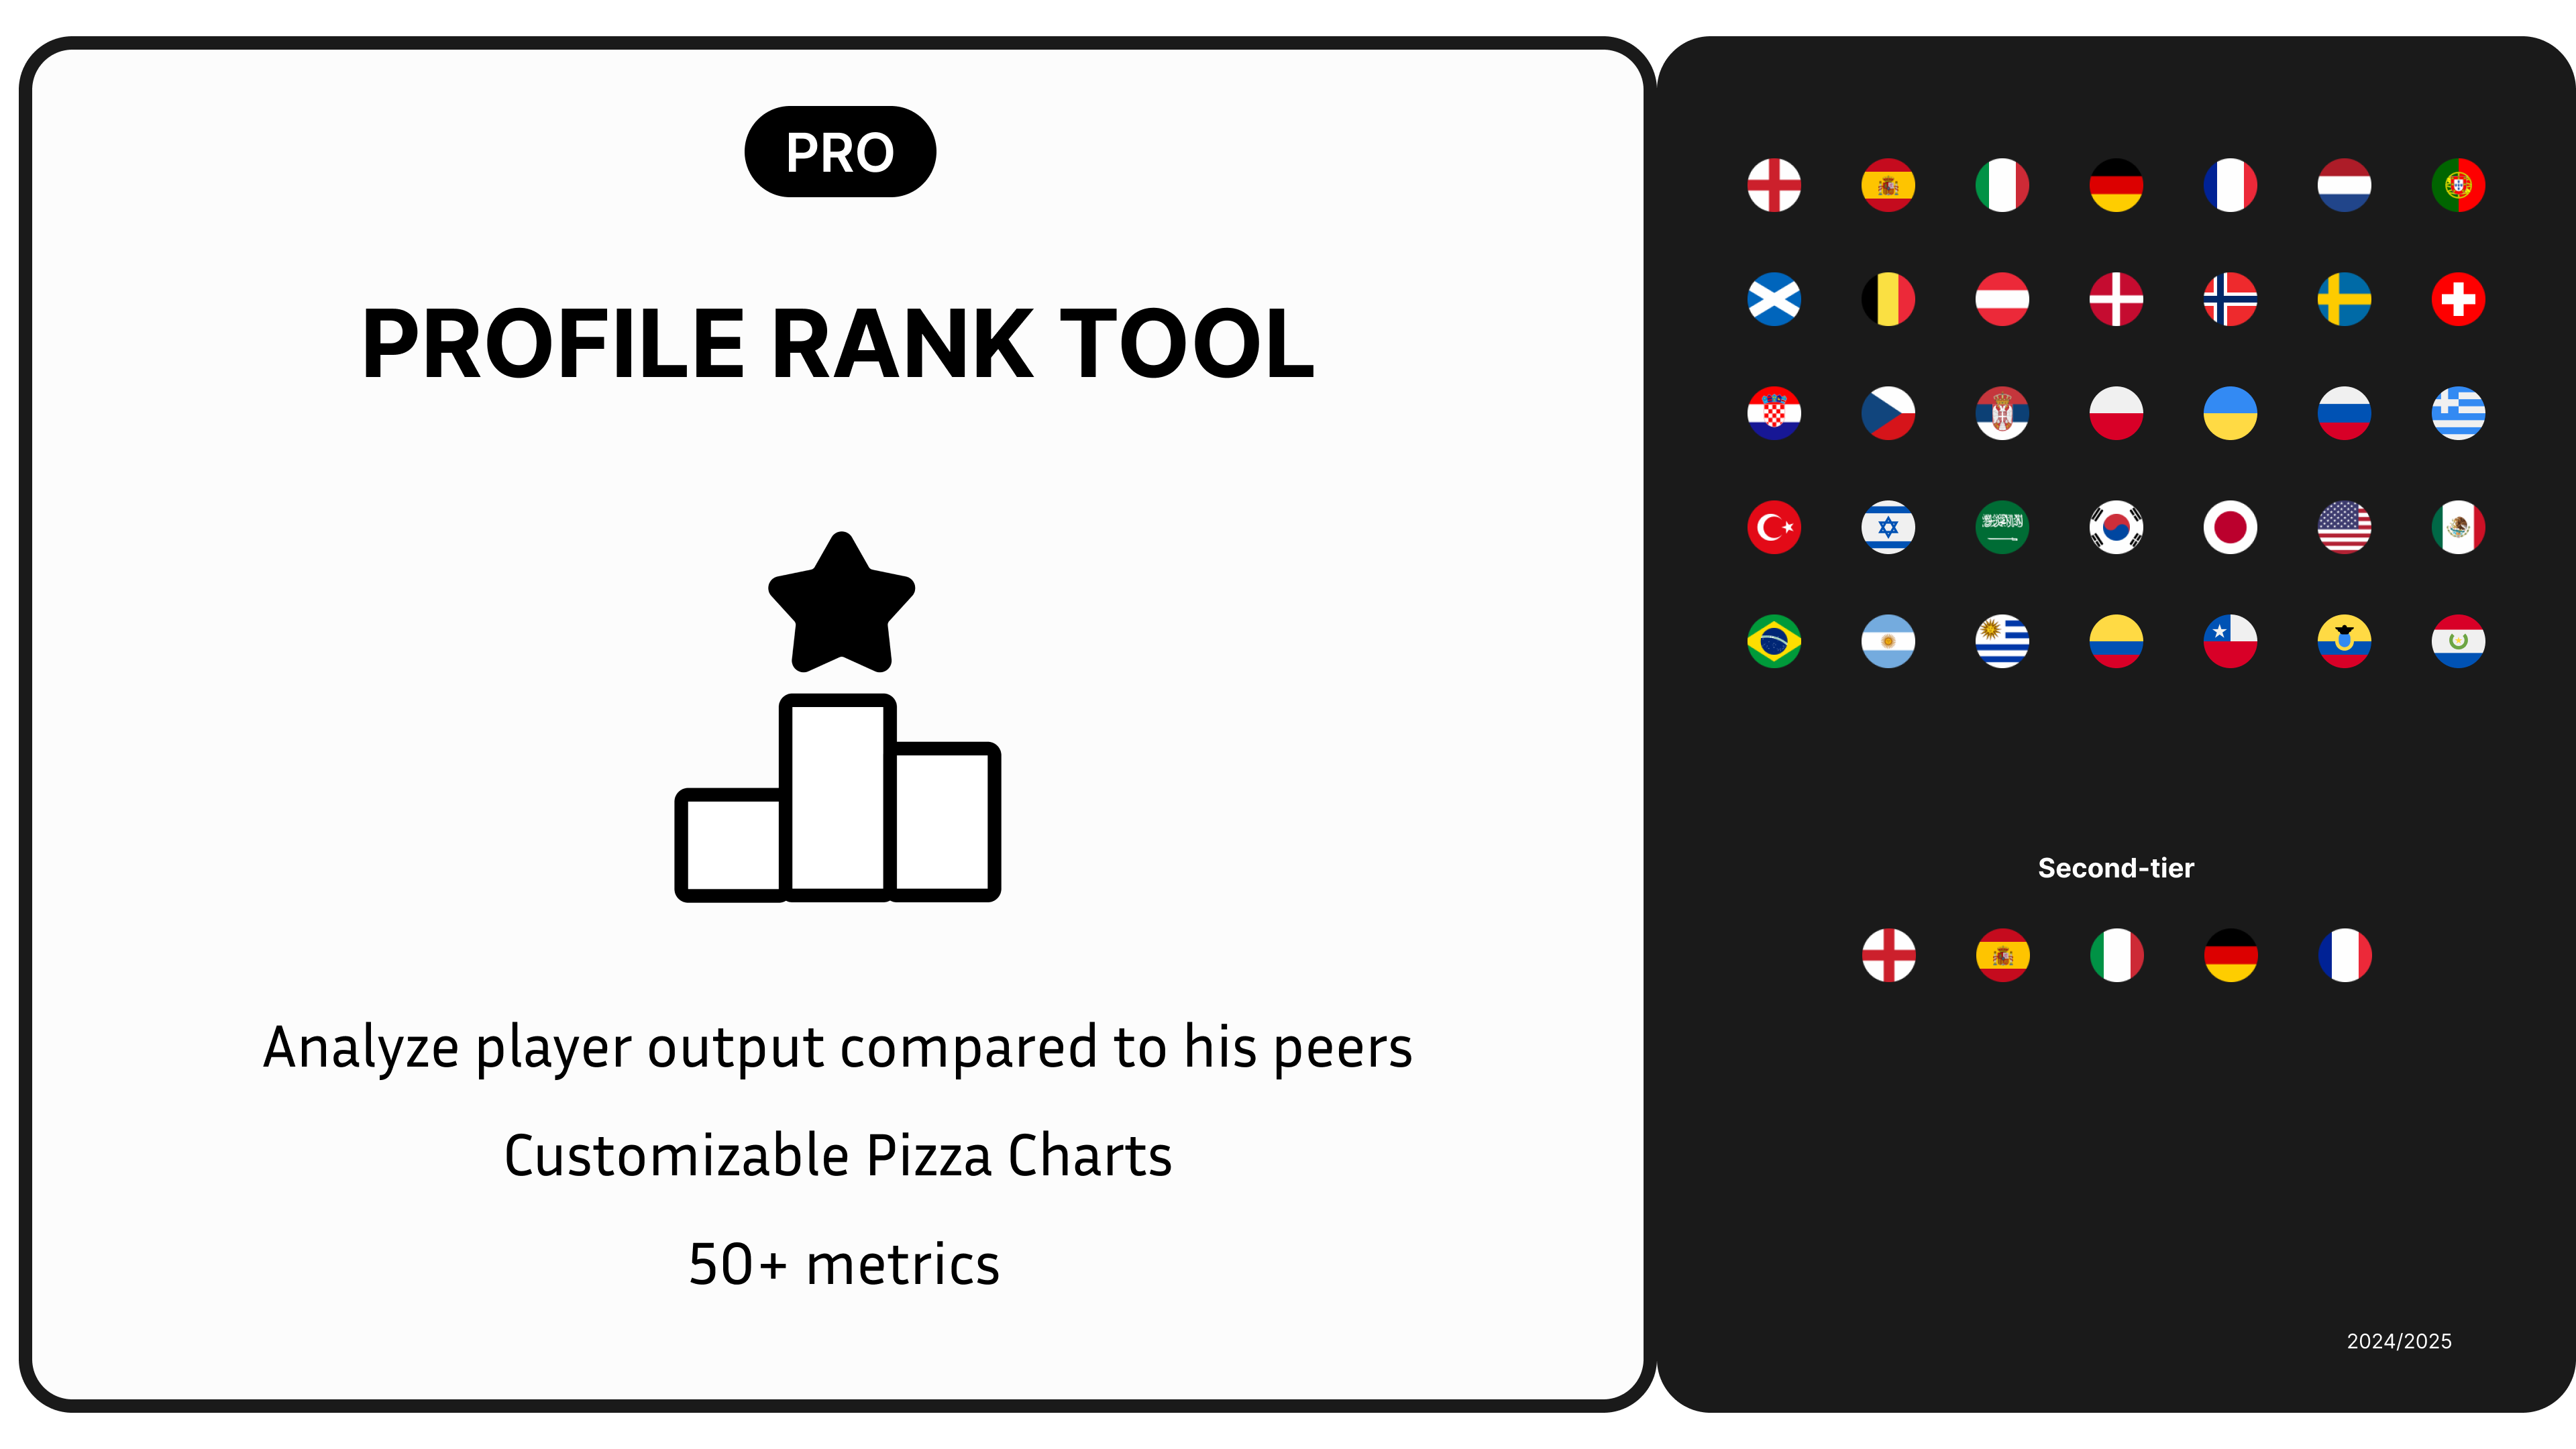 PRO
PROFILE RANK TOOL
Analyze player output compared to his peers
Customizable Pizza Charts
50+ metrics
Second-tier
2024/2025